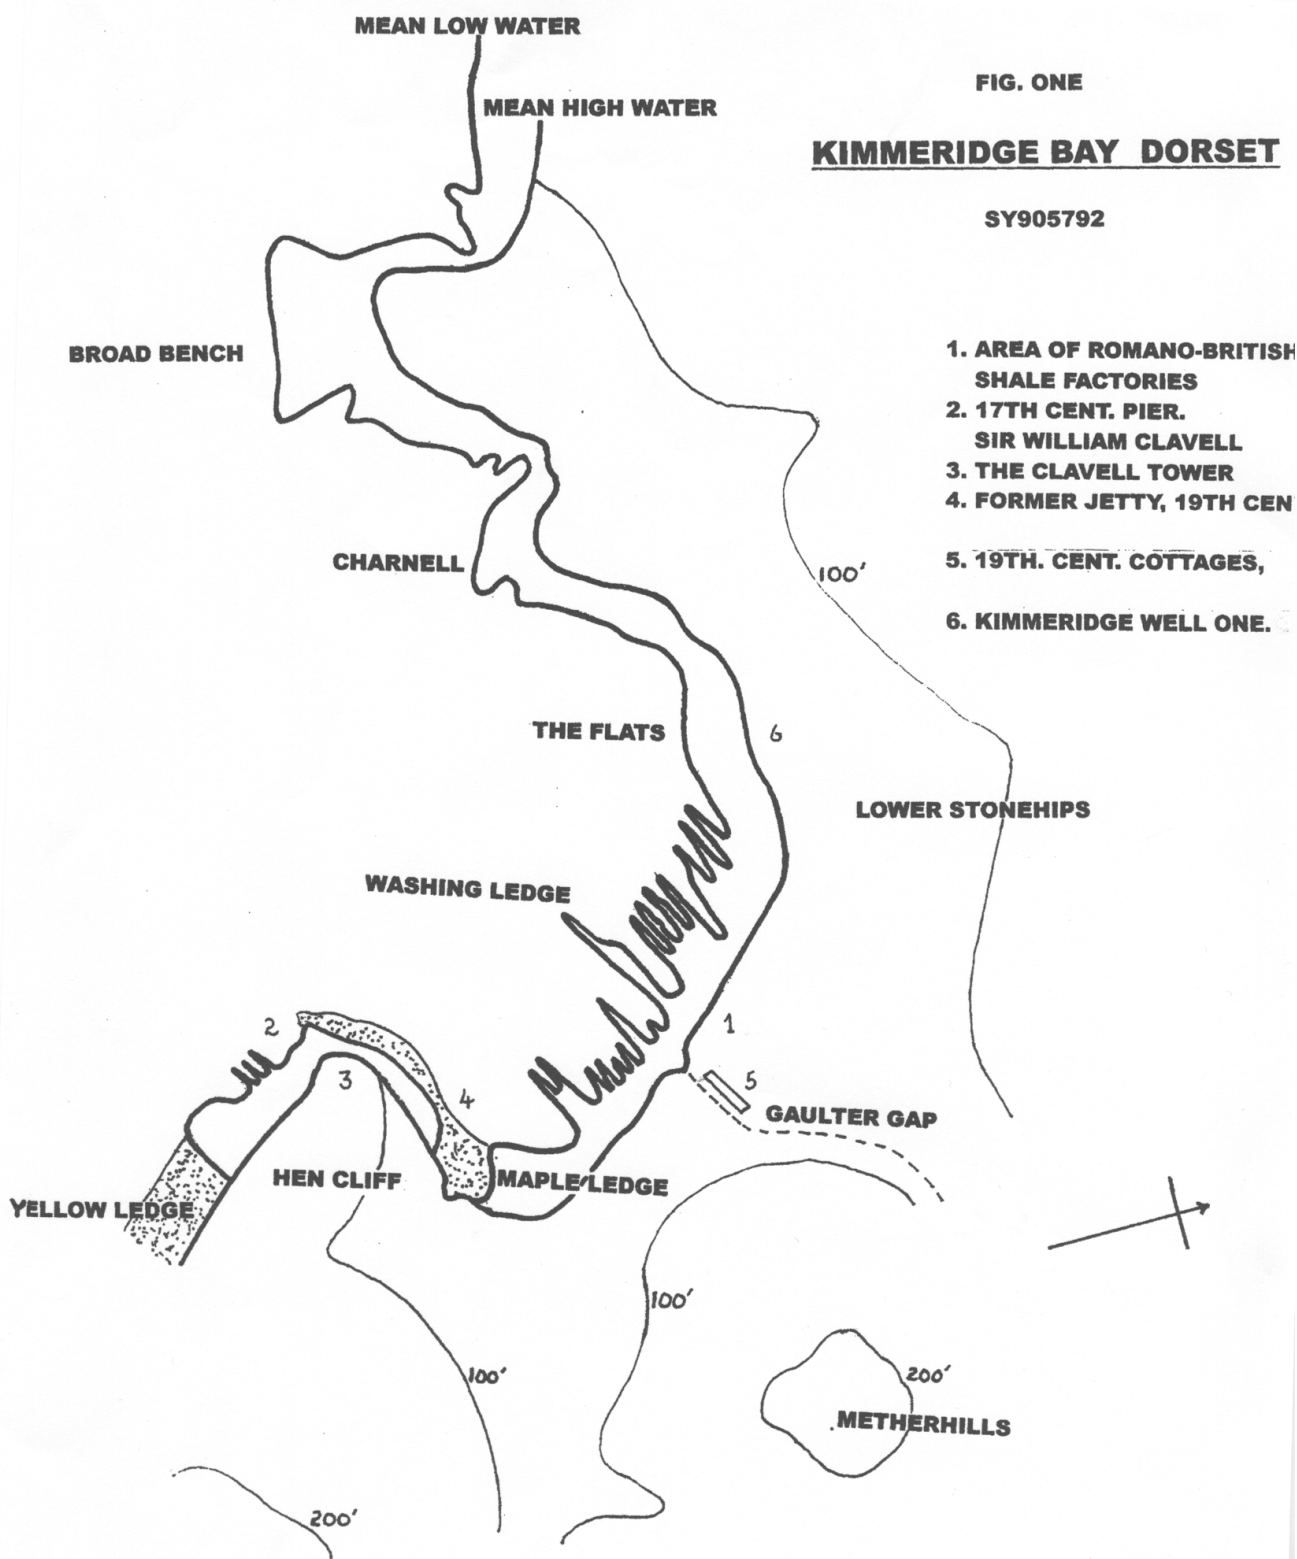 MEAN LOW WATER
FIG. ONE
MEAN HIGH WATER
KIMMERIDGE BAY DORSET
SY905792
BROAD BENCH
1. AREA OF ROMANO-BRITISH
SHALE FACTORIES
2. 17TH CENT. PIER.
SIR WILLIAM CLAVELL
3. THE CLAVELL TOWER
4. FORMER JETTY, 19TH CEN
5. 19TH. CENT. COTTAGES,
6. KIMMERIDGE WELL ONE.
CHARNELL
100'
THE FLATS
6
LOWER STONEHIPS
WASHING LEDGE
2
1
3
4
5
GAULTER GAP
HEN CLIFF
MAPLE LEDGE
YELLOW LEDGE
100'
100'
200'
METHERHILLS
200'